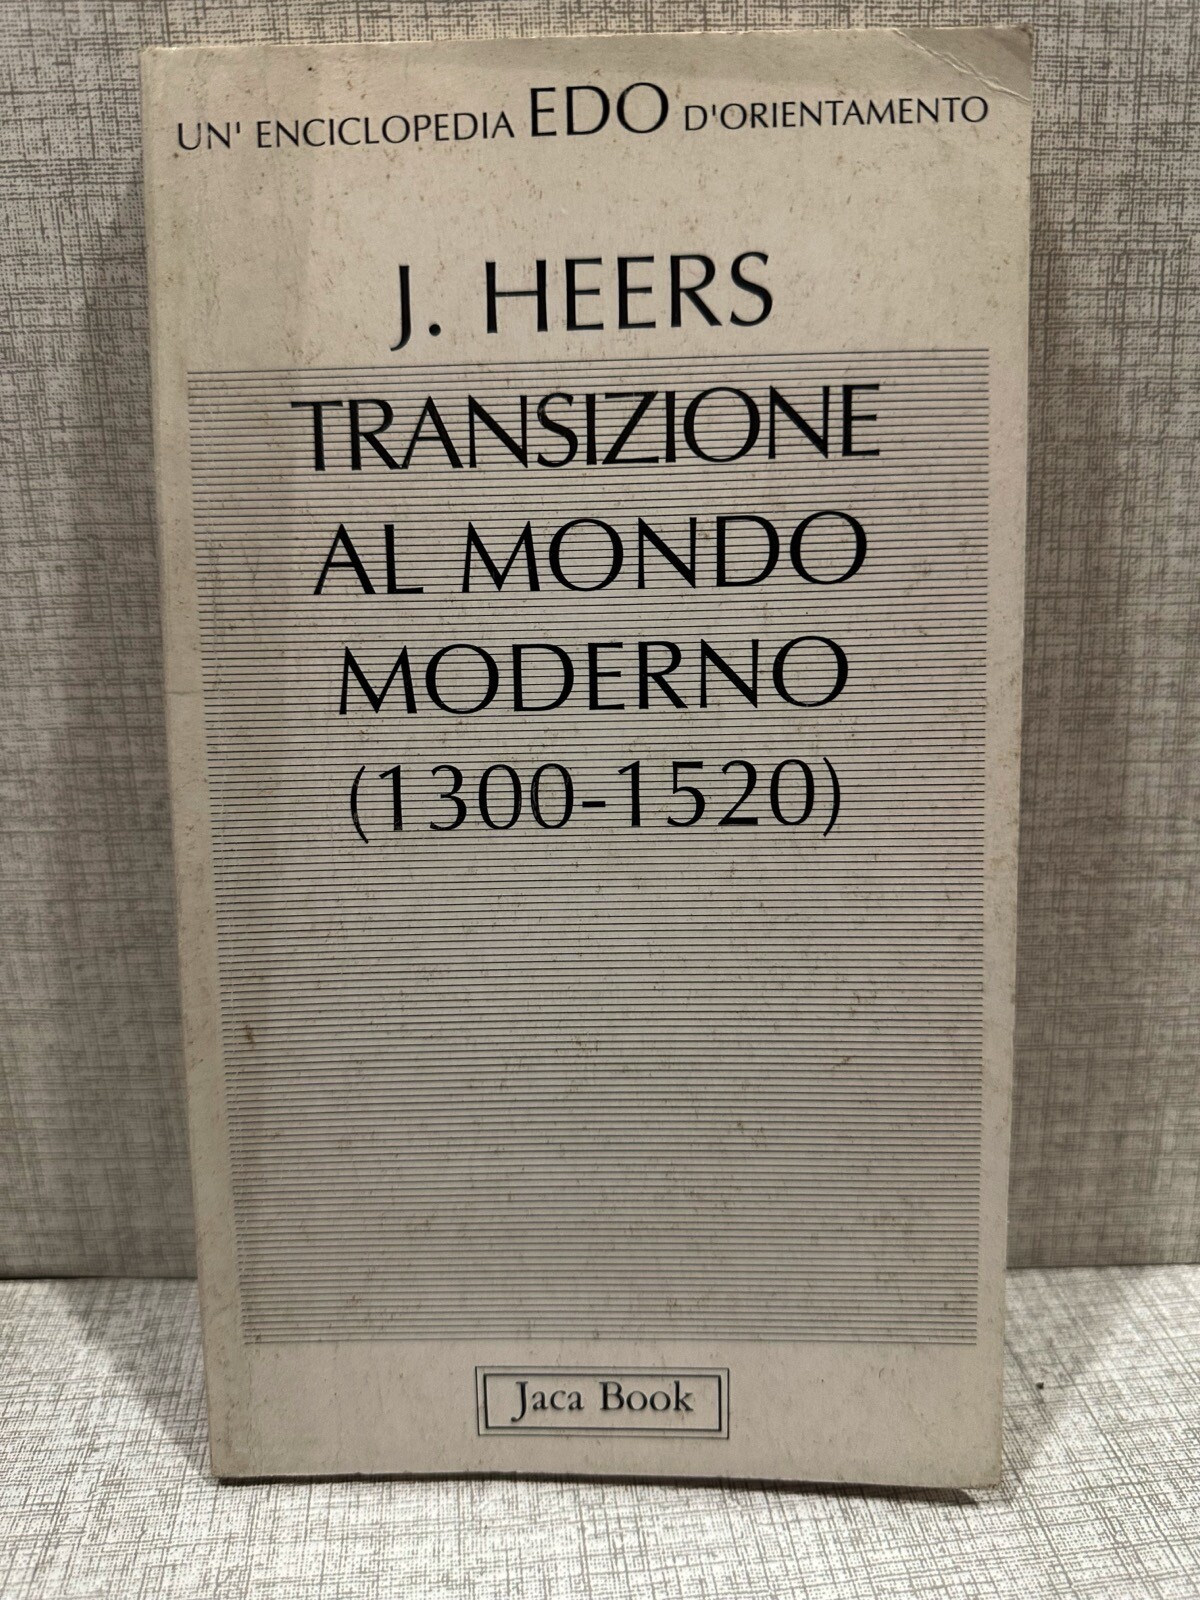 UN' ENCICLOPEDIA EDO D'ORIENTAMENTO
J. HEERS
TRANSIZIONE
AL MONDO
MODERNO
(1300-1520)
Jaca Book